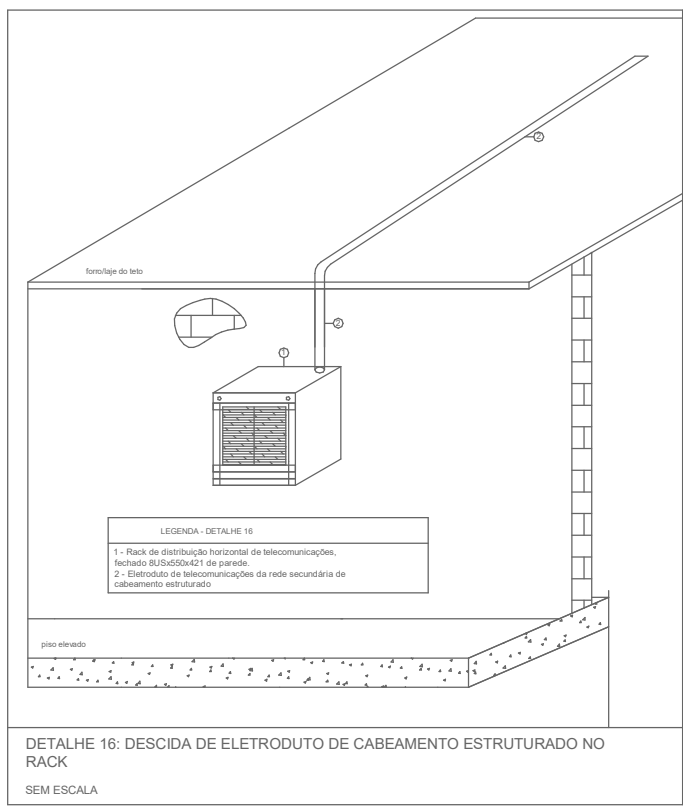 2
forro/laje do teto
2
1
LEGENDA - DETALHE 16
1 - Rack de distribuição horizontal de telecomunicações,
fechado 8USx550x421 de parede.
2 - Eletroduto de telecomunicações da rede secundária de
cabeamento estruturado
piso elevado
DETALHE 16: DESCIDA DE ELETRODUTO DE CABEAMENTO ESTRUTURADO NO
RACK
SEM ESCALA